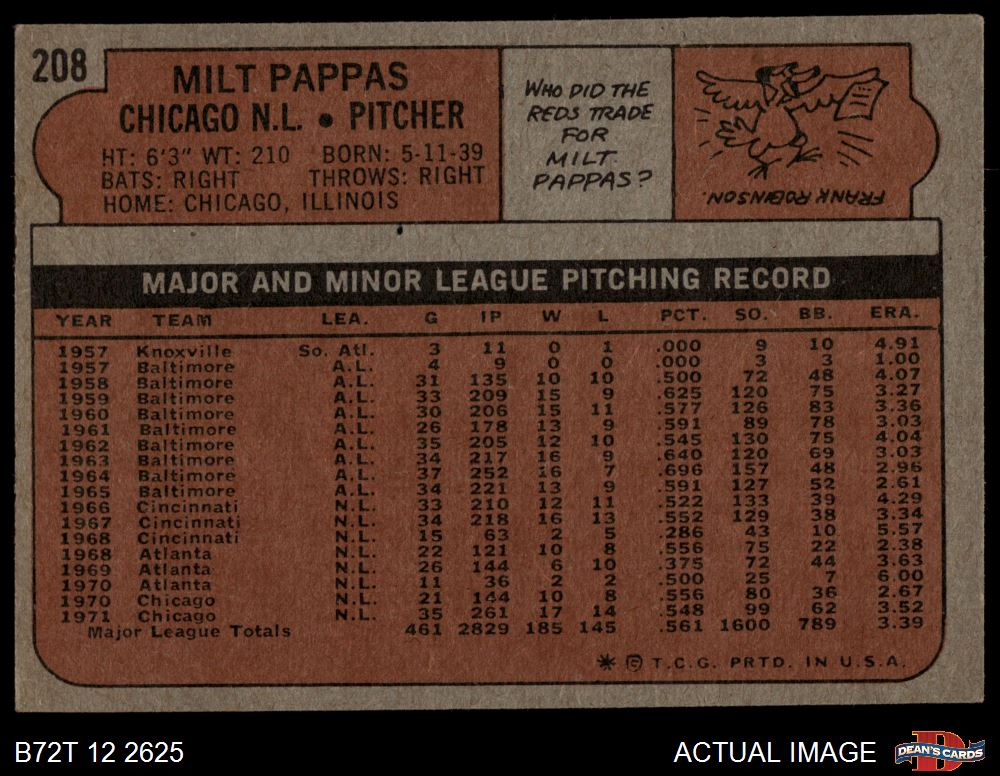 208
MILT PAPPAS
CHICAGO N.L. • PITCHER
HT: 6'3" WT: 210 BORN: 5-11-39
BATS: RIGHT THROWS: RIGHT
HOME: CHICAGO, ILLINOIS
WHO DID THE
REDS TRADE
FOR
MILT
PAPPAS?
FRANK ROBINSON.
MAJOR AND MINOR LEAGUE PITCHING RECORD
YEAR TEAM LEA. G IP W L PCT. SO. BB. ERA.
1957 Knoxville So. Atl. 3 11 0 1 .000 9 10 4.91
1957 Baltimore A.L. 4 9 0 0 .000 3 3 1.00
1958 Baltimore A.L. 31 135 10 10 .500 72 48 4.07
1959 Baltimore A.L. 33 209 15 9 .625 120 75 3.27
1960 Baltimore A.L. 30 206 15 11 .577 126 83 3.36
1961 Baltimore A.L. 26 178 13 9 .591 89 78 3.03
1962 Baltimore A.L. 35 205 12 10 .545 130 75 4.04
1963 Baltimore A.L. 34 217 16 9 .640 120 69 3.03
1964 Baltimore A.L. 37 252 16 7 .696 157 48 2.96
1965 Baltimore A.L. 34 221 13 9 .591 127 52 2.61
1966 Cincinnati N.L. 33 210 12 11 .522 133 39 4.29
1967 Cincinnati N.L. 34 218 16 13 .552 129 38 3.34
1968 Cincinnati N.L. 15 63 2 5 .286 43 10 5.57
1968 Atlanta N.L. 22 121 10 8 .556 75 22 2.38
1969 Atlanta N.L. 26 144 6 10 .375 72 44 3.63
1970 Atlanta N.L. 11 36 2 2 .500 25 7 6.00
1970 Chicago N.L. 21 144 10 8 .556 80 36 2.67
1971 Chicago N.L. 35 261 17 14 .548 99 62 3.52
Major League Totals 461 2829 185 145 .561 1600 789 3.39
* © T.C.G. PRTD. IN U.S.A.
B72T 12 2625
ACTUAL IMAGE
D
DEAN'S CARDS